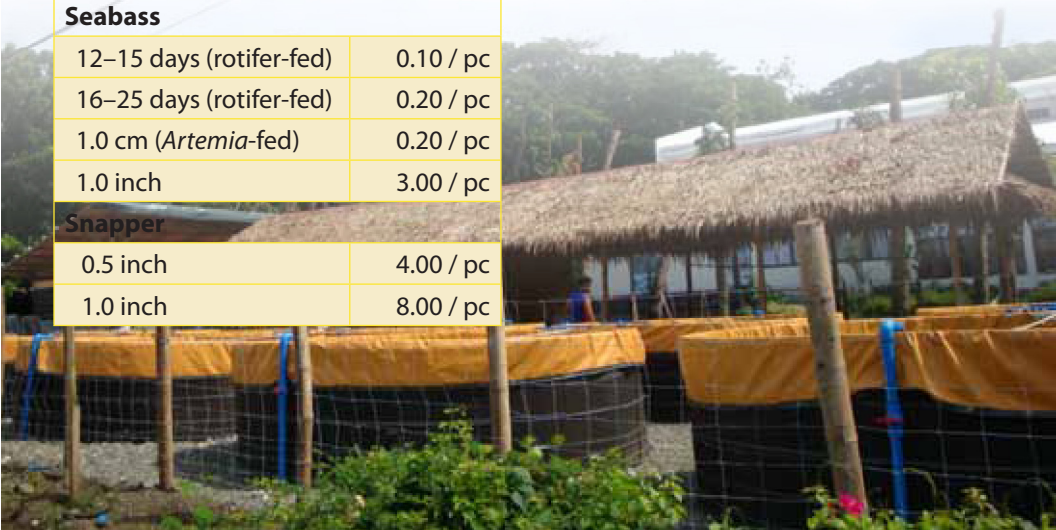 Seabass
12–15 days (rotifer-fed) 0.10 / pc
16–25 days (rotifer-fed) 0.20 / pc
1.0 cm (Artemia-fed) 0.20 / pc
1.0 inch 3.00 / pc
Snapper
0.5 inch 4.00 / pc
1.0 inch 8.00 / pc